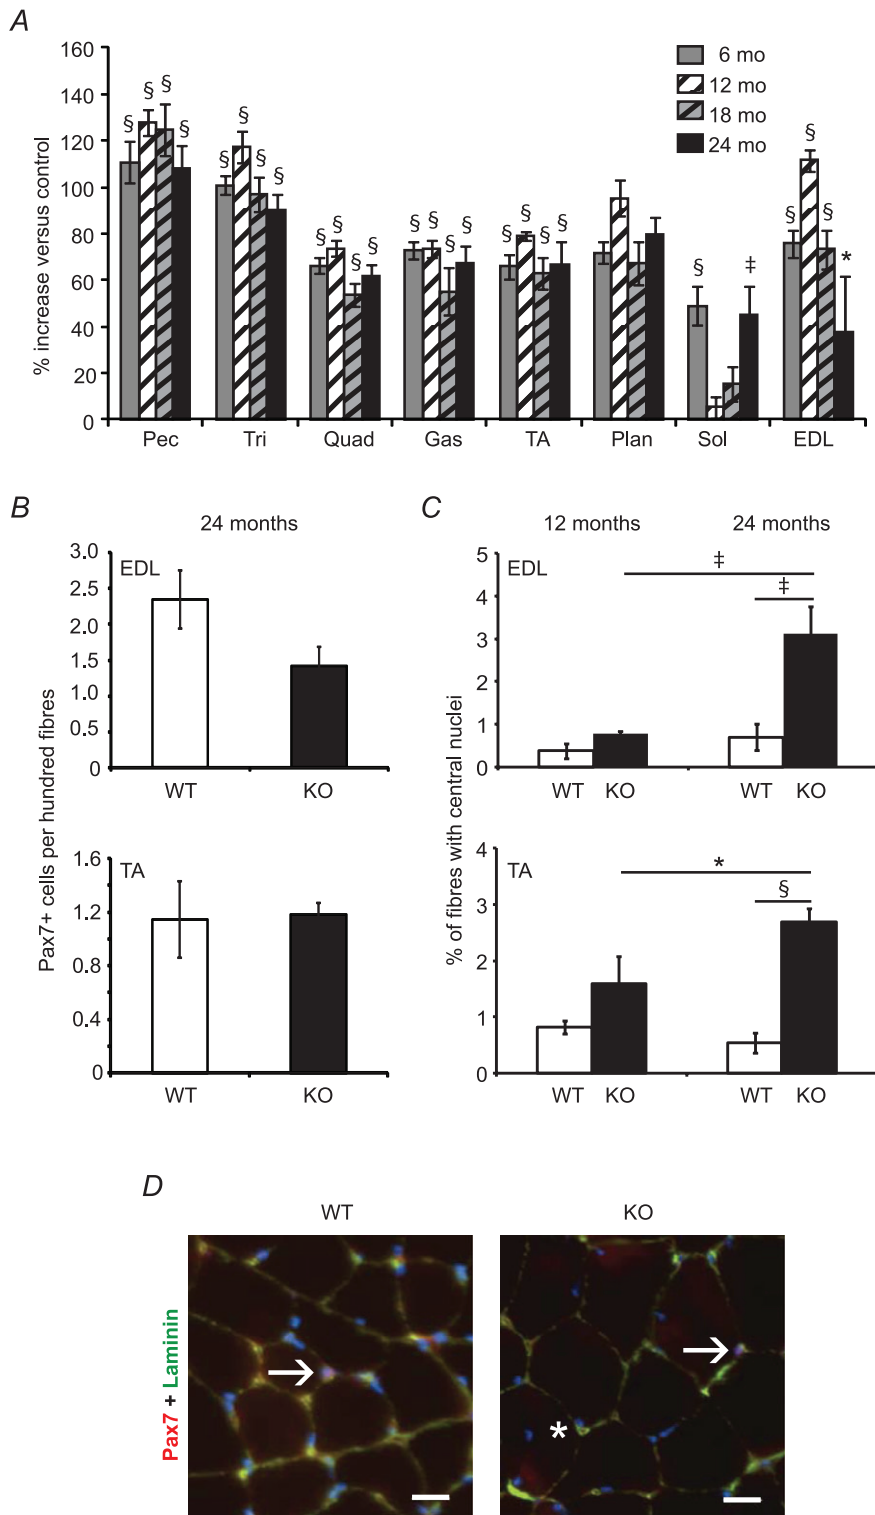 A
% increase versus control
160
140
120
100
80
60
40
20
0
6 mo
12 mo
18 mo
24 mo
§ § § §
§ § § §
§ § § §
§ § § §
§ § § §
§ ‡
§ § § *
Pec Tri Quad Gas TA Plan Sol EDL
B
24 months
Pax7+ cells per hundred fibres
EDL
3.0
2.5
2.0
1.5
1.0
0.5
0
WT KO
TA
1.6
1.2
0.8
0.4
0
WT KO
C
12 months 24 months
% of fibres with central nuclei
EDL
5
4
3
2
1
0
‡
‡
WT KO WT KO
TA
4
3
2
1
0
*
§
WT KO WT KO
D
WT KO
Pax7 + Laminin
*